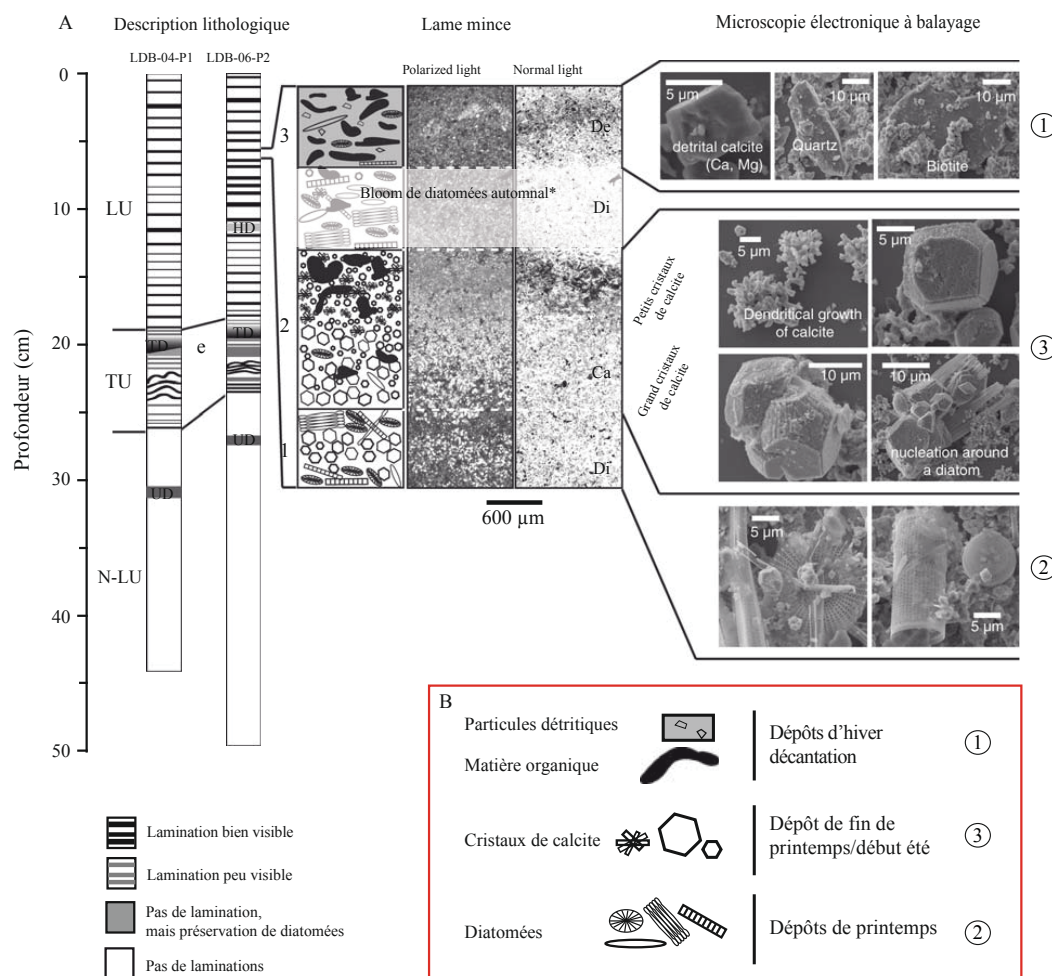 A
Description lithologique
Lame mince
Microscopie électronique à balayage
LDB-04-P1
LDB-06-P2
Polarized light
Normal light
Profondeur (cm)
0
10
20
30
40
50
LU
TU
N-LU
TD
UD
HD
TD
UD
e
3
2
1
Bloom de diatomées automnal*
De
Di
Ca
Di
600 µm
Petits cristaux
de calcite
Grand cristaux
de calcite
5 µm
detrital calcite
(Ca, Mg)
10 µm
Quartz
10 µm
Biotite
1
5 µm
Dendritical growth
of calcite
5 µm
10 µm
10 µm
nucleation around
a diatom
3
5 µm
5 µm
2
B
Particules détritiques
Matière organique
Dépôts d’hiver
décantation
1
Cristaux de calcite
Dépôt de fin de
printemps/début été
3
Diatomées
Dépôts de printemps
2
Lamination bien visible
Lamination peu visible
Pas de lamination,
mais préservation de diatomées
Pas de laminations